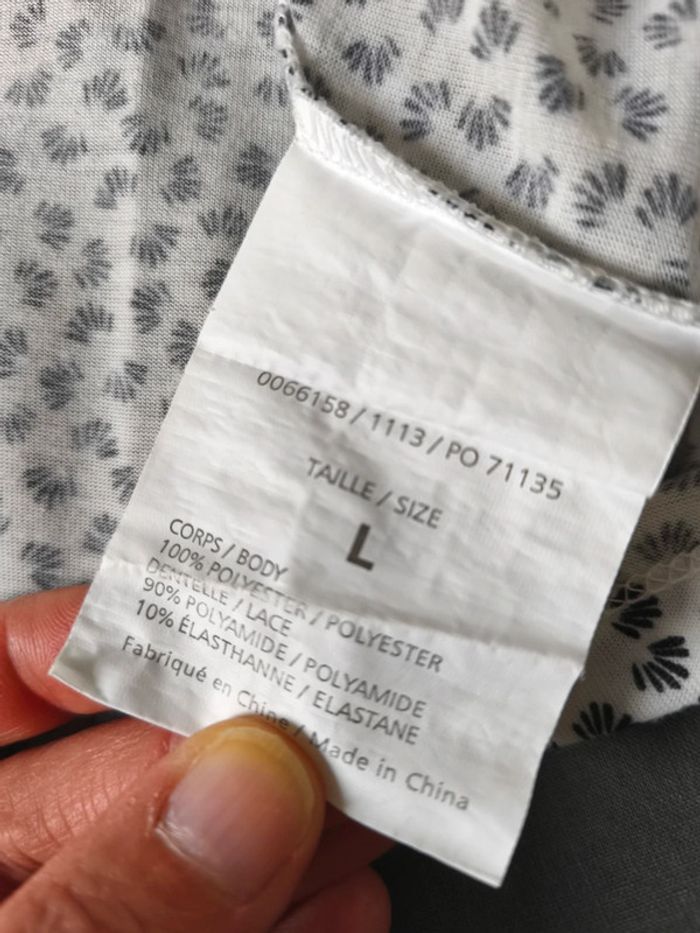 0066158 / 1113 / PO 71135
TAILLE / SIZE
L
CORPS / BODY
100% POLYESTER / POLYESTER
DENTELLE / LACE
90% POLYAMIDE / POLYAMIDE
10% ÉLASTHANNE / ELASTANE
Fabriqué en Chine / Made in China